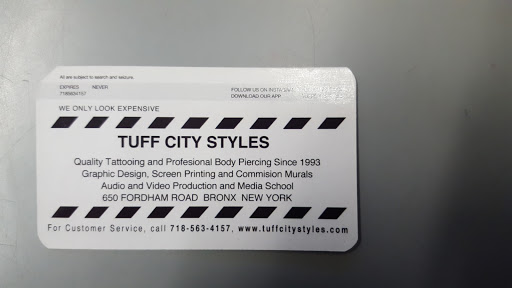 All are subject to search and seizure.
EXPIRES NEVER
7185634157
FOLLOW US ON
DOWNLOAD OUR APP
WE ONLY LOOK EXPENSIVE
TUFF CITY STYLES
Quality Tattooing and Profesional Body Piercing Since 1993
Graphic Design, Screen Printing and Commision Murals
Audio and Video Production and Media School
650 FORDHAM ROAD BRONX NEW YORK
For Customer Service, call 718-563-4157, www.tuffcitystyles.com